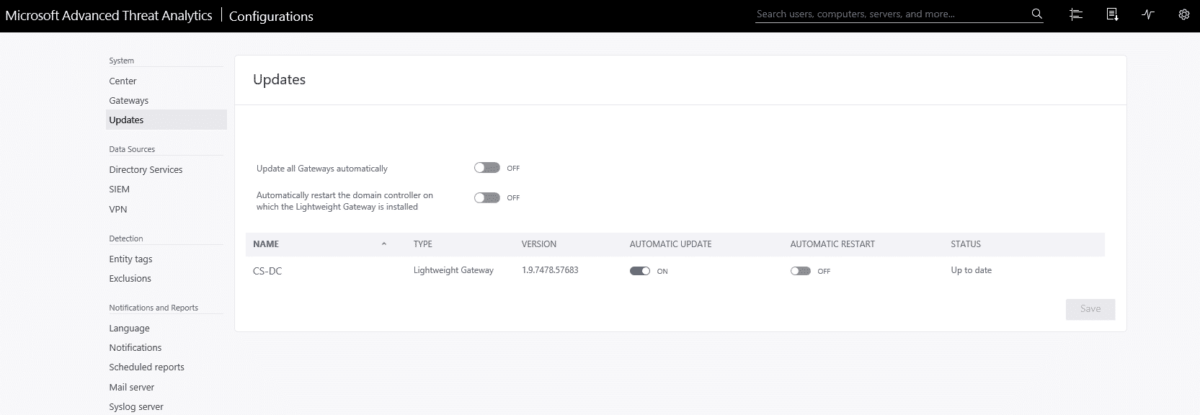 Microsoft Advanced Threat Analytics | Configurations
Search users, computers, servers, and more...
System
Center
Gateways
Updates
Data Sources
Directory Services
SIEM
VPN
Detection
Entity tags
Exclusions
Notifications and Reports
Language
Notifications
Scheduled reports
Mail server
Syslog server
Updates
Update all Gateways automatically OFF
Automatically restart the domain controller on
which the Lightweight Gateway is installed OFF
NAME TYPE VERSION AUTOMATIC UPDATE AUTOMATIC RESTART STATUS
CS-DC Lightweight Gateway 1.9.7478.57683 ON OFF Up to date
Save